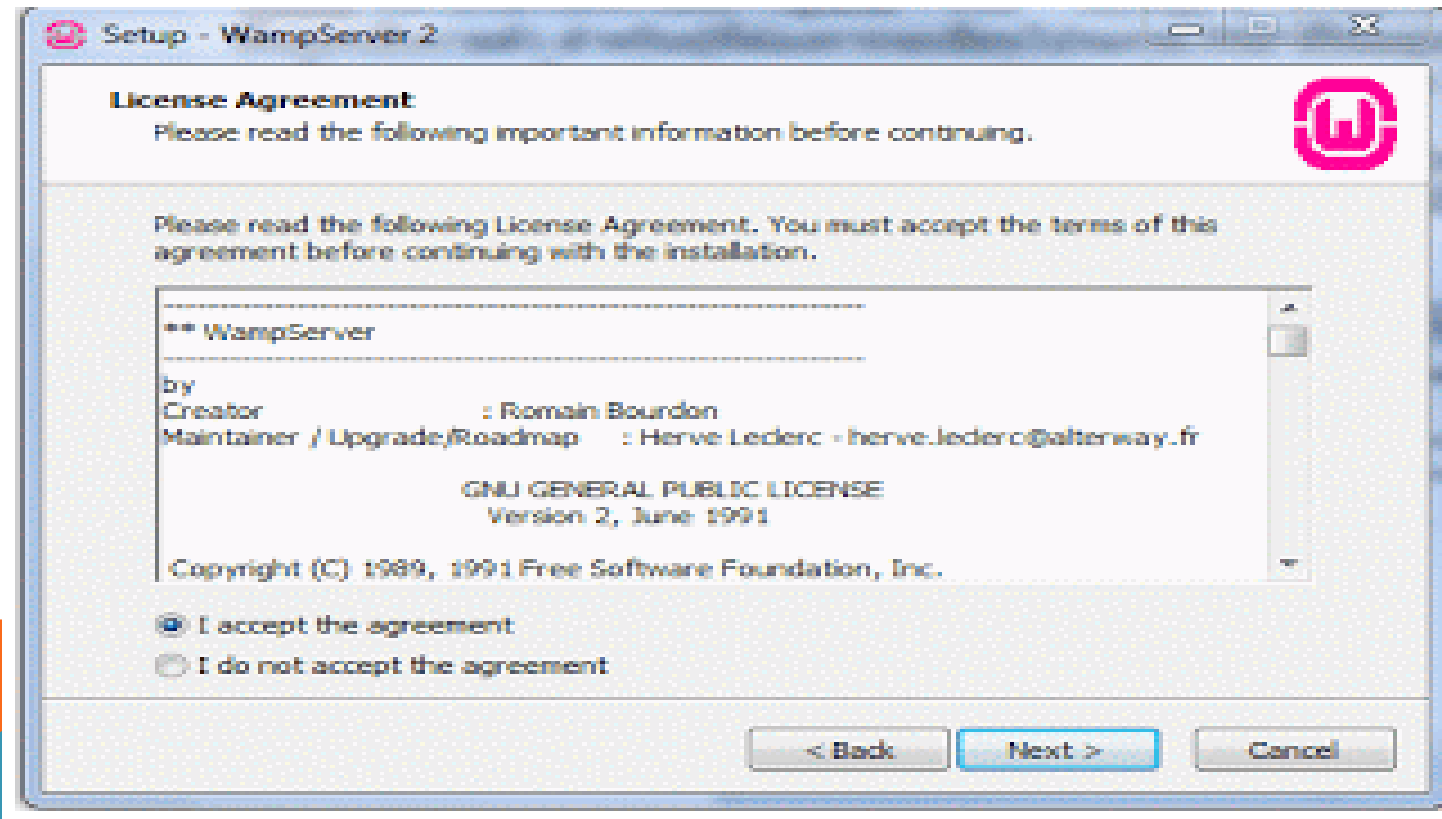 Setup - WampServer 2
License Agreement
Please read the following important information before continuing.
Please read the following License Agreement. You must accept the terms of this
agreement before continuing with the installation.
------------------------------------------------------------
** WampServer
------------------------------------------------------------
by
Creator : Romain Bourdon
Maintainer / Upgrade/Roadmap : Herve Leclerc - herve.leclerc@alterway.fr
GNU GENERAL PUBLIC LICENSE
Version 2, June 1991
Copyright (C) 1989, 1991 Free Software Foundation, Inc.
I accept the agreement
I do not accept the agreement
< Back Next > Cancel